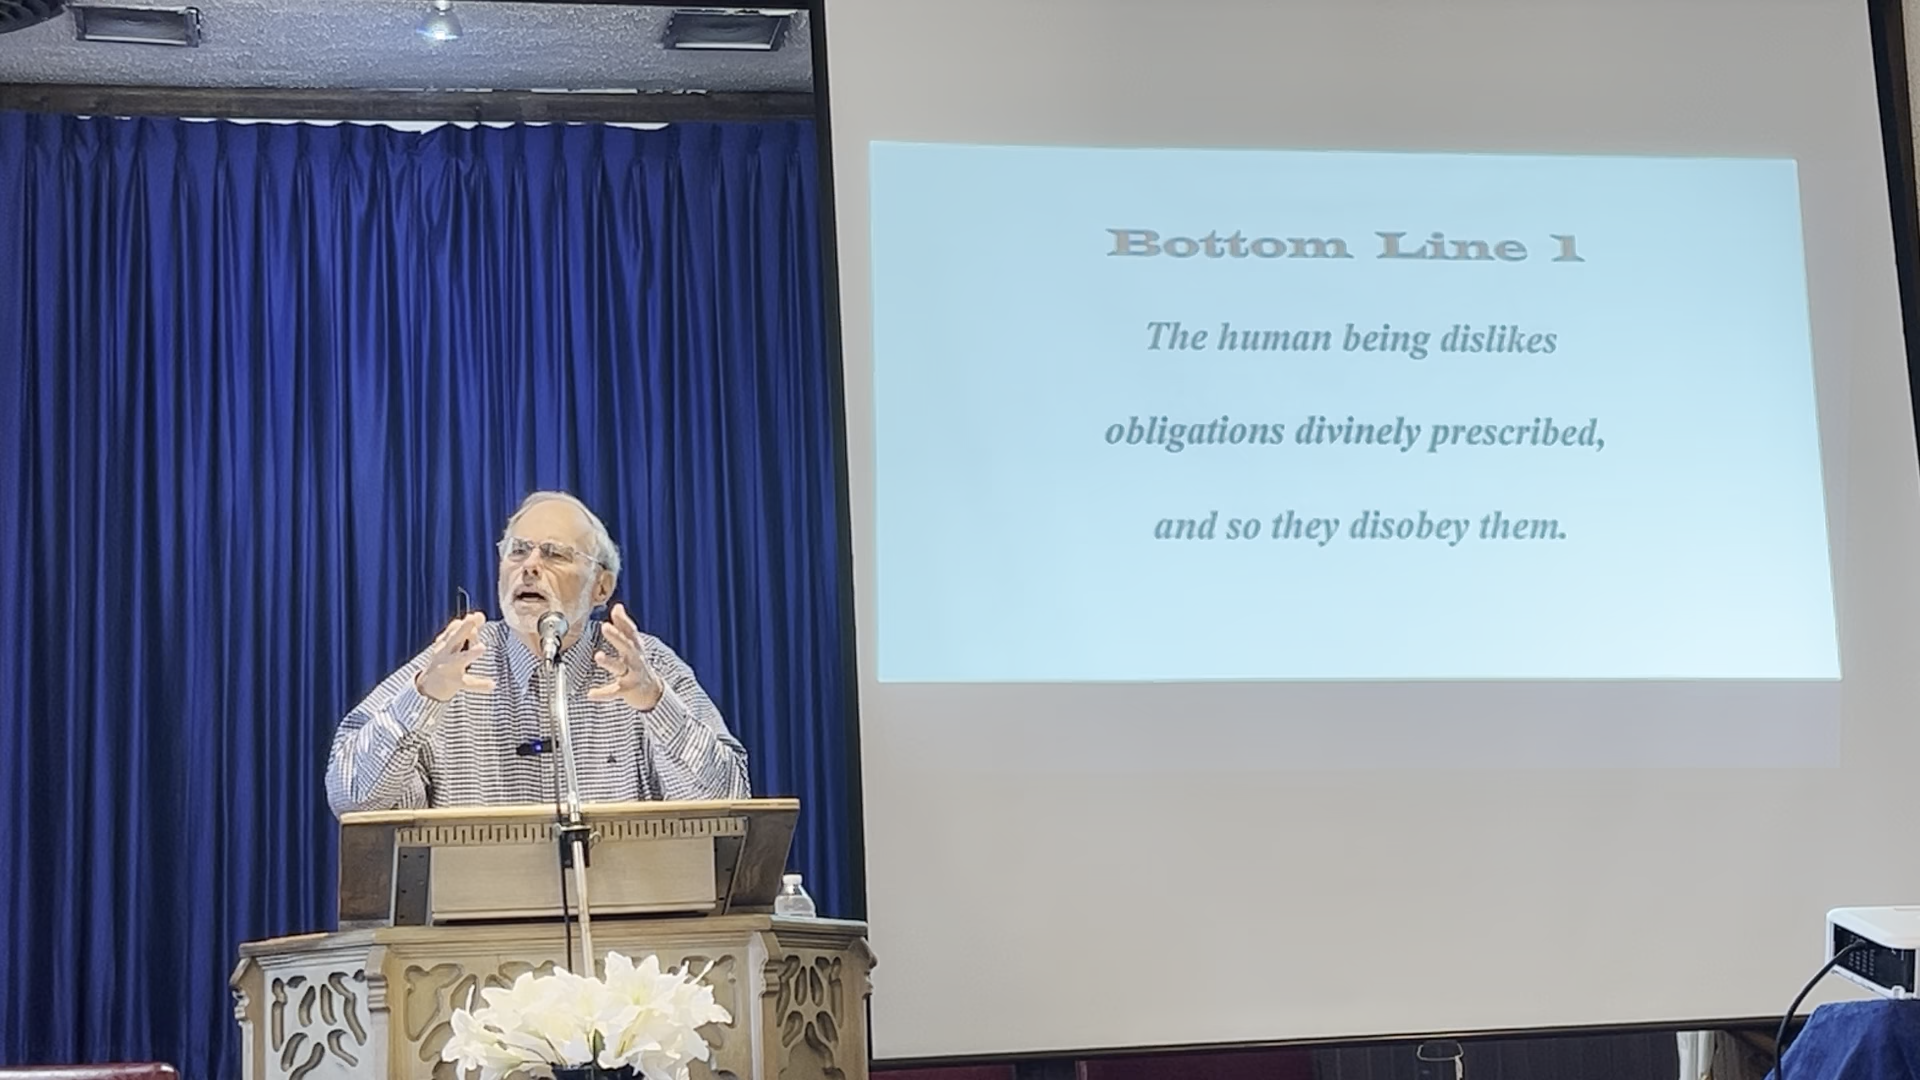 Bottom Line 1
The human being dislikes
obligations divinely prescribed,
and so they disobey them.